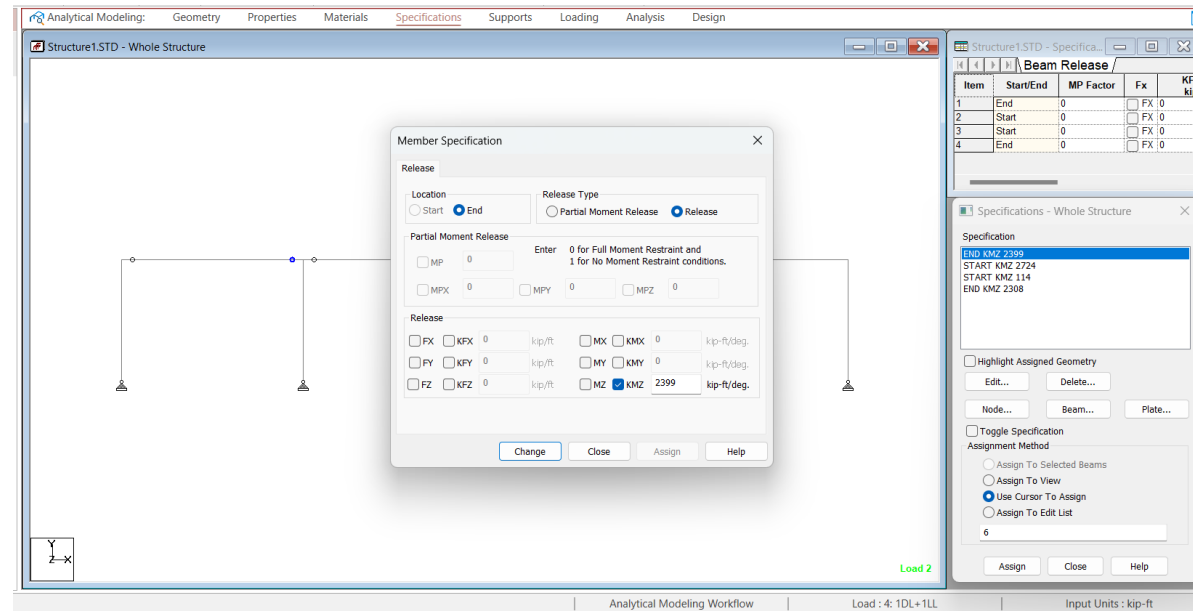 Analytical Modeling: Geometry Properties Materials Specifications Supports Loading Analysis Design
Structure1.STD - Whole Structure
Structure1.STD - Specifica...
Beam Release
Item Start/End MP Factor Fx
1 End 0 FX 0
2 Start 0 FX 0
3 Start 0 FX 0
4 End 0 FX 0
Member Specification
Release
Location
Start End
Release Type
Partial Moment Release Release
Partial Moment Release
Enter 0 for Full Moment Restraint and
1 for No Moment Restraint conditions.
MP 0
MPX 0 MPY 0 MPZ 0
Release
FX KFX 0 kip/ft MX KMX 0 kip-ft/deg.
FY KFY 0 kip/ft MY KMY 0 kip-ft/deg.
FZ KFZ 0 kip/ft MZ KMZ 2399 kip-ft/deg.
Change Close Assign Help
Specifications - Whole Structure
Specification
END KMZ 2399
START KMZ 2724
START KMZ 114
END KMZ 2308
Highlight Assigned Geometry
Edit... Delete...
Node... Beam... Plate...
Toggle Specification
Assignment Method
Assign To Selected Beams
Assign To View
Use Cursor To Assign
Assign To Edit List
6
Assign Close Help
Y
Z X
Load 2
Analytical Modeling Workflow Load : 4: 1DL+1LL Input Units : kip-ft